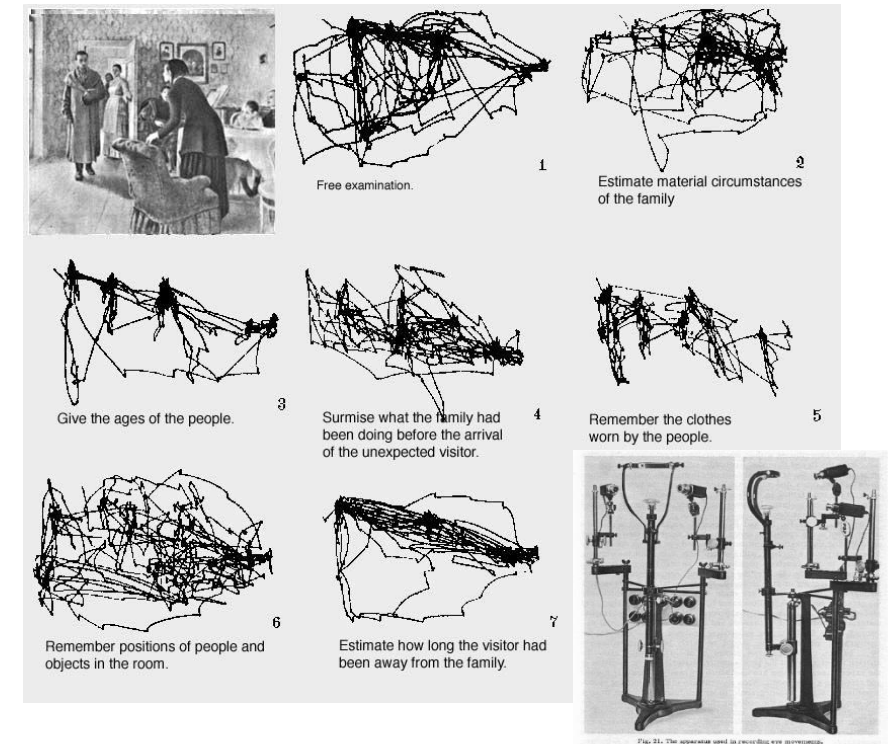 1
Free examination.
2
Estimate material circumstances
of the family
3
Give the ages of the people.
4
Surmise what the family had
been doing before the arrival
of the unexpected visitor.
5
Remember the clothes
worn by the people.
6
Remember positions of people and
objects in the room.
7
Estimate how long the visitor had
been away from the family.
Fig. 21. The apparatus used in recording eye movements.